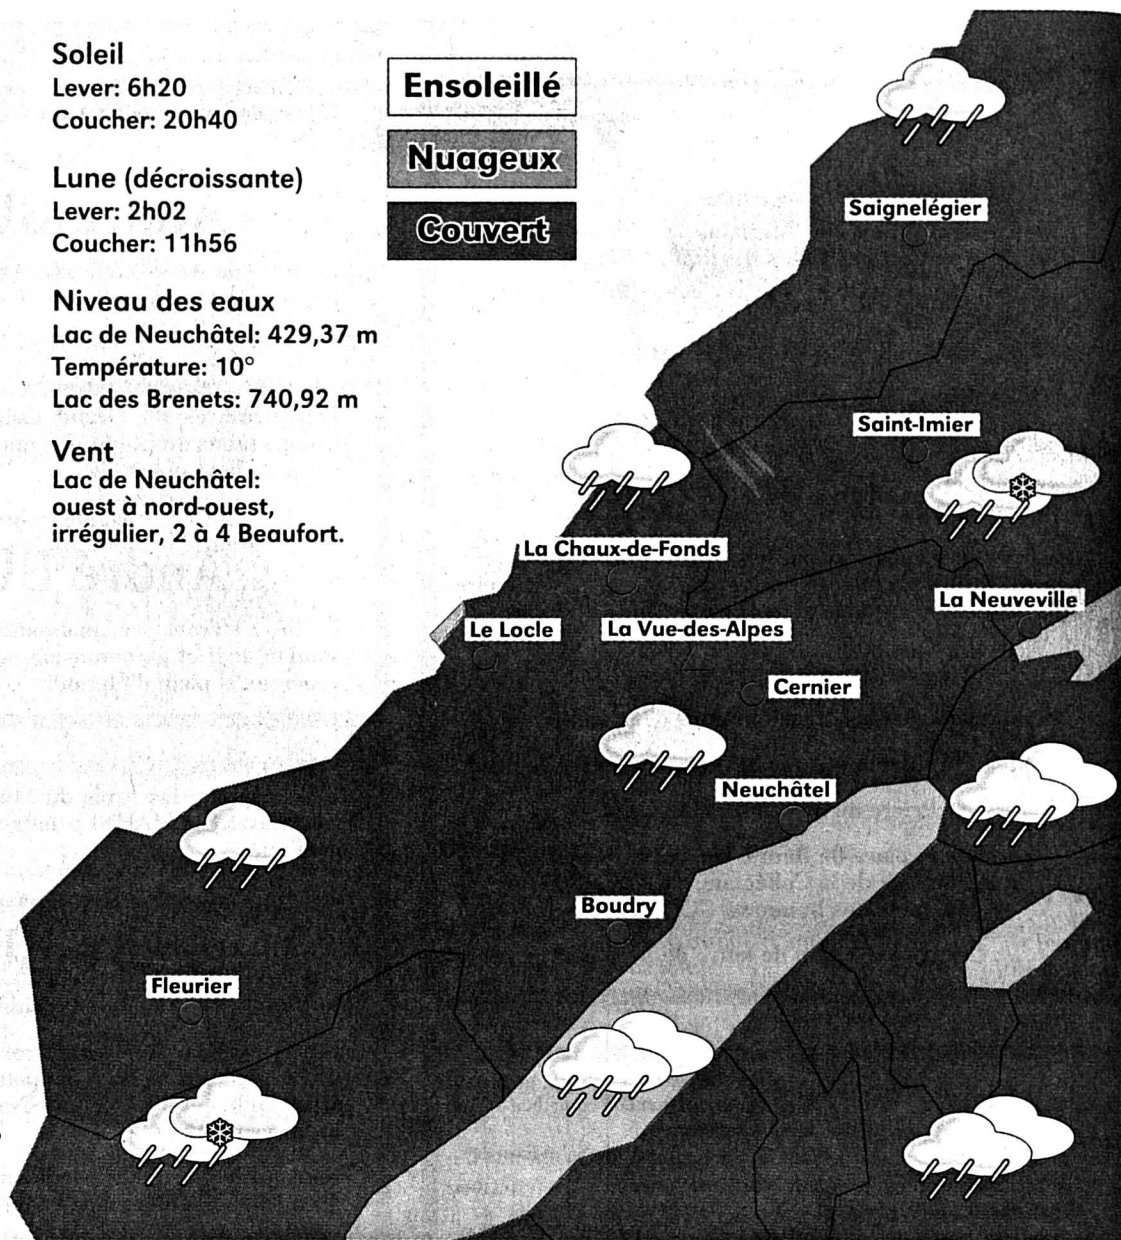 Soleil
Lever: 6h20
Coucher: 20h40
Lune (décroissante)
Lever: 2h02
Coucher: 11h56
Niveau des eaux
Lac de Neuchâtel: 429,37 m
Température: 10°
Lac des Brenets: 740,92 m
Vent
Lac de Neuchâtel:
ouest à nord-ouest,
irrégulier, 2 à 4 Beaufort.
Ensoleillé
Nuageux
Couvert
Saignelégier
Saint-Imier
La Chaux-de-Fonds
La Neuveville
Le Locle
La Vue-des-Alpes
Cernier
Neuchâtel
Boudry
Fleurier